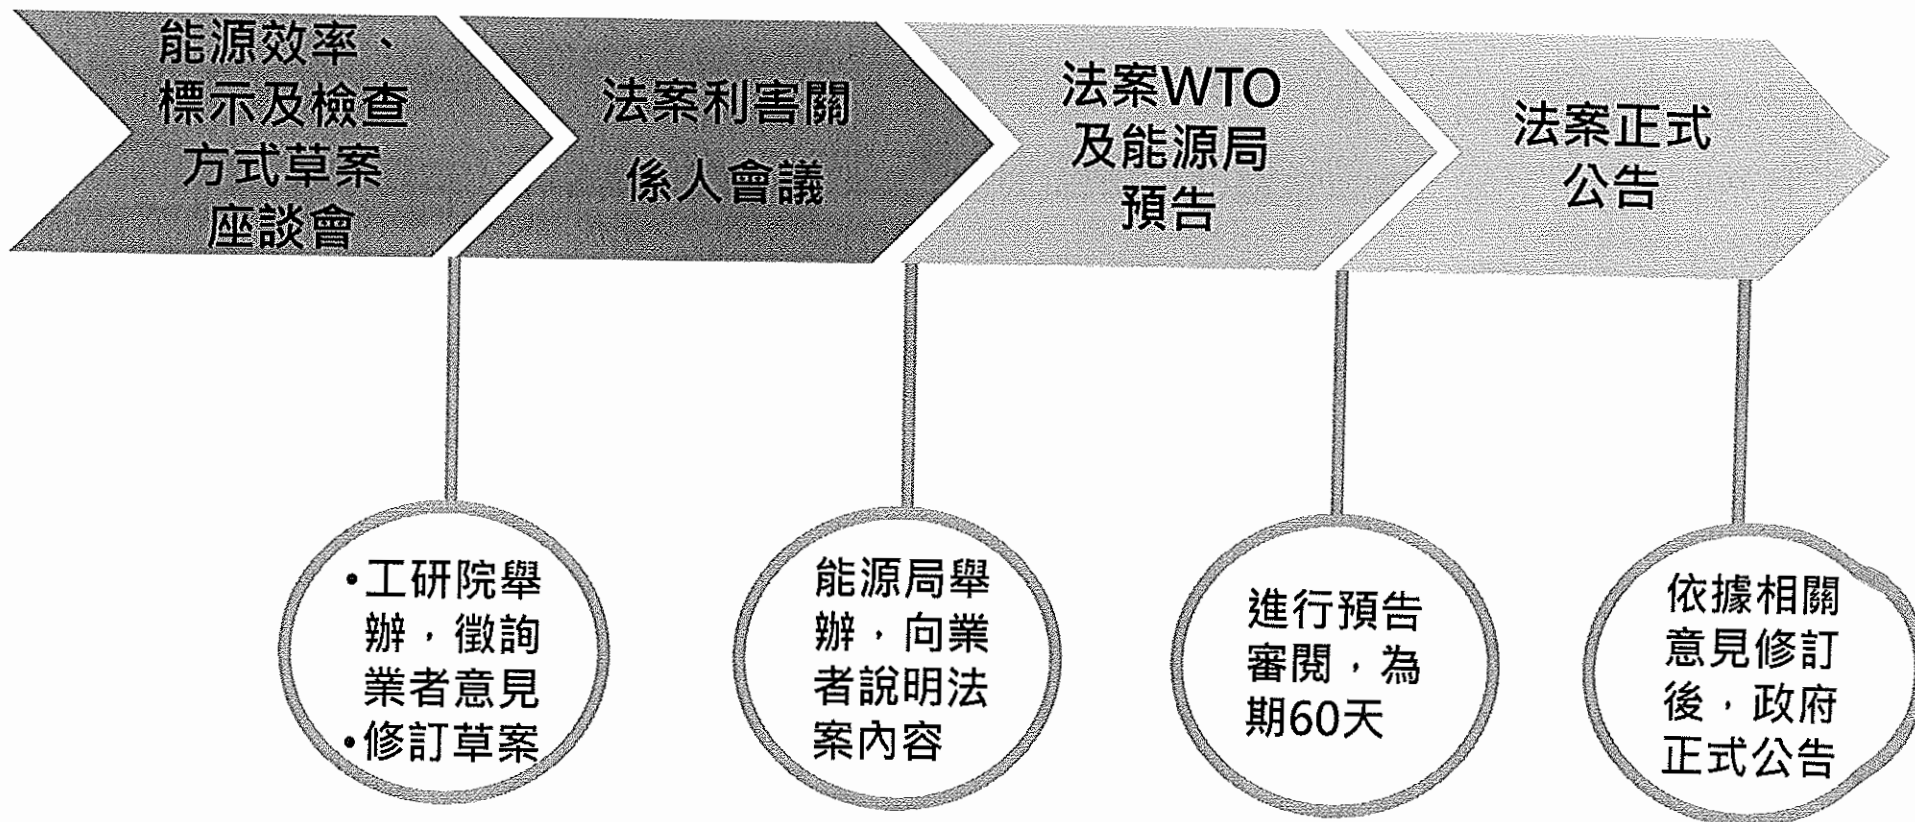 能源效率、
標示及檢查
方式草案
座談會
法案利害關
係人會議
法案WTO
及能源局
預告
法案正式
公告
•工研院舉
辦，徵詢
業者意見
•修訂草案
能源局舉
辦，向業
者說明法
案內容
進行預告
審閱，為
期60天
依據相關
意見修訂
後，政府
正式公告